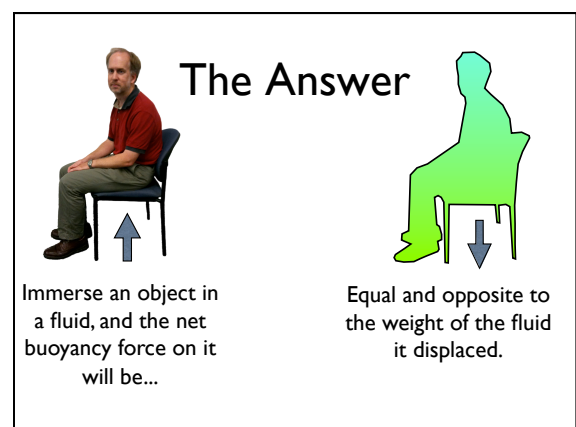 The Answer
Immerse an object in
a fluid, and the net
buoyancy force on it
will be...
Equal and opposite to
the weight of the fluid
it displaced.